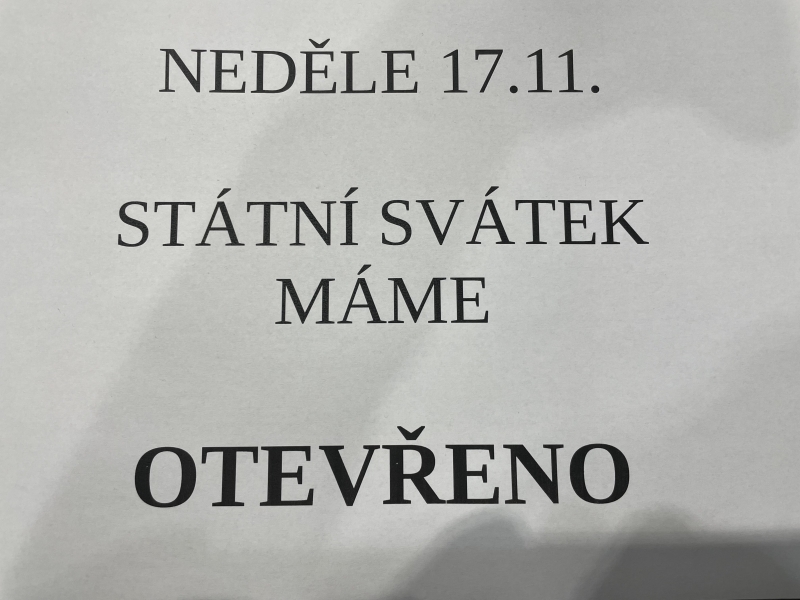 NEDĚLE 17.11.
STÁTNÍ SVÁTEK
MÁME
OTEVŘENO